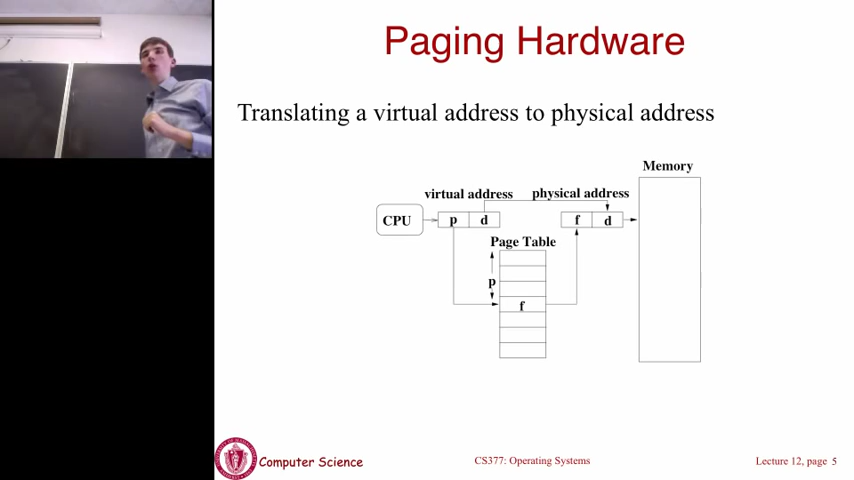 Paging Hardware
Translating a virtual address to physical address
Memory
virtual address physical address
CPU p d f d
Page Table
p
f
Computer Science CS377: Operating Systems Lecture 12, page 5